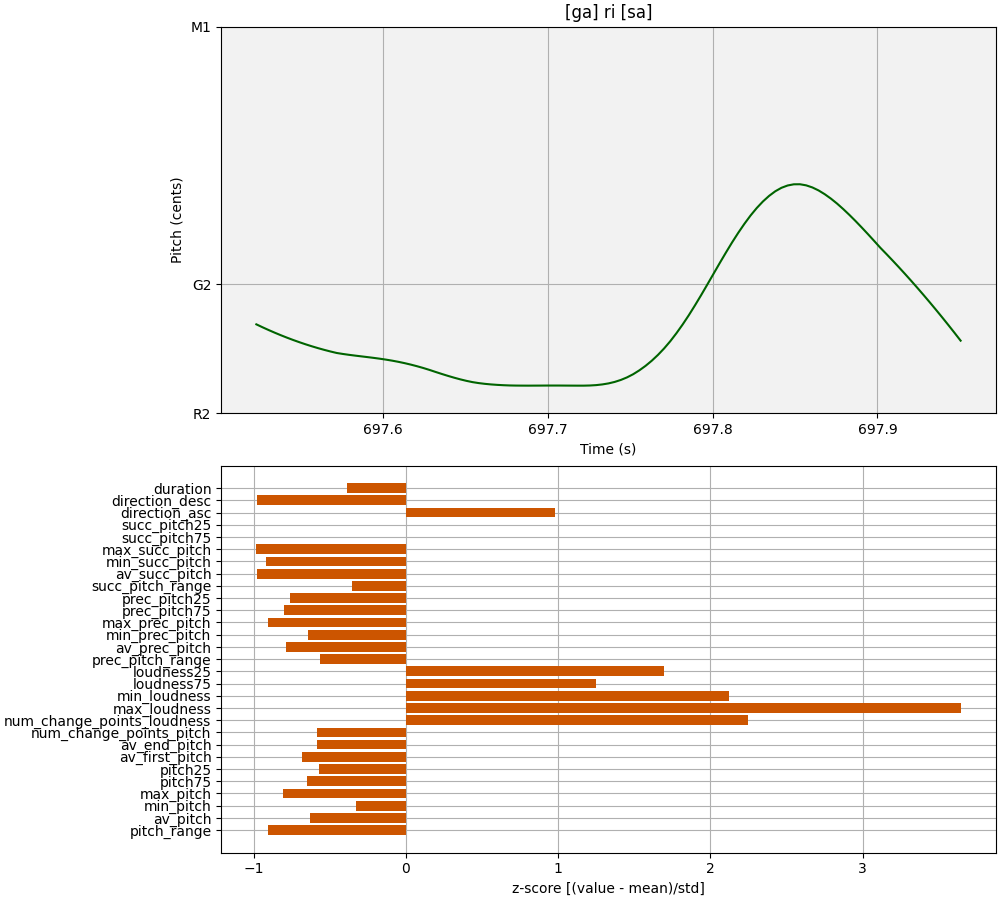 [ga] ri [sa]
M1
G2
R2
Pitch (cents)
697.6 697.7 697.8 697.9
Time (s)
duration
direction_desc
direction_asc
succ_pitch25
succ_pitch75
max_succ_pitch
min_succ_pitch
av_succ_pitch
succ_pitch_range
prec_pitch25
prec_pitch75
max_prec_pitch
min_prec_pitch
av_prec_pitch
prec_pitch_range
loudness25
loudness75
min_loudness
max_loudness
num_change_points_loudness
num_change_points_pitch
av_end_pitch
av_first_pitch
pitch25
pitch75
max_pitch
min_pitch
av_pitch
pitch_range
−1 0 1 2 3
z-score [(value - mean)/std]